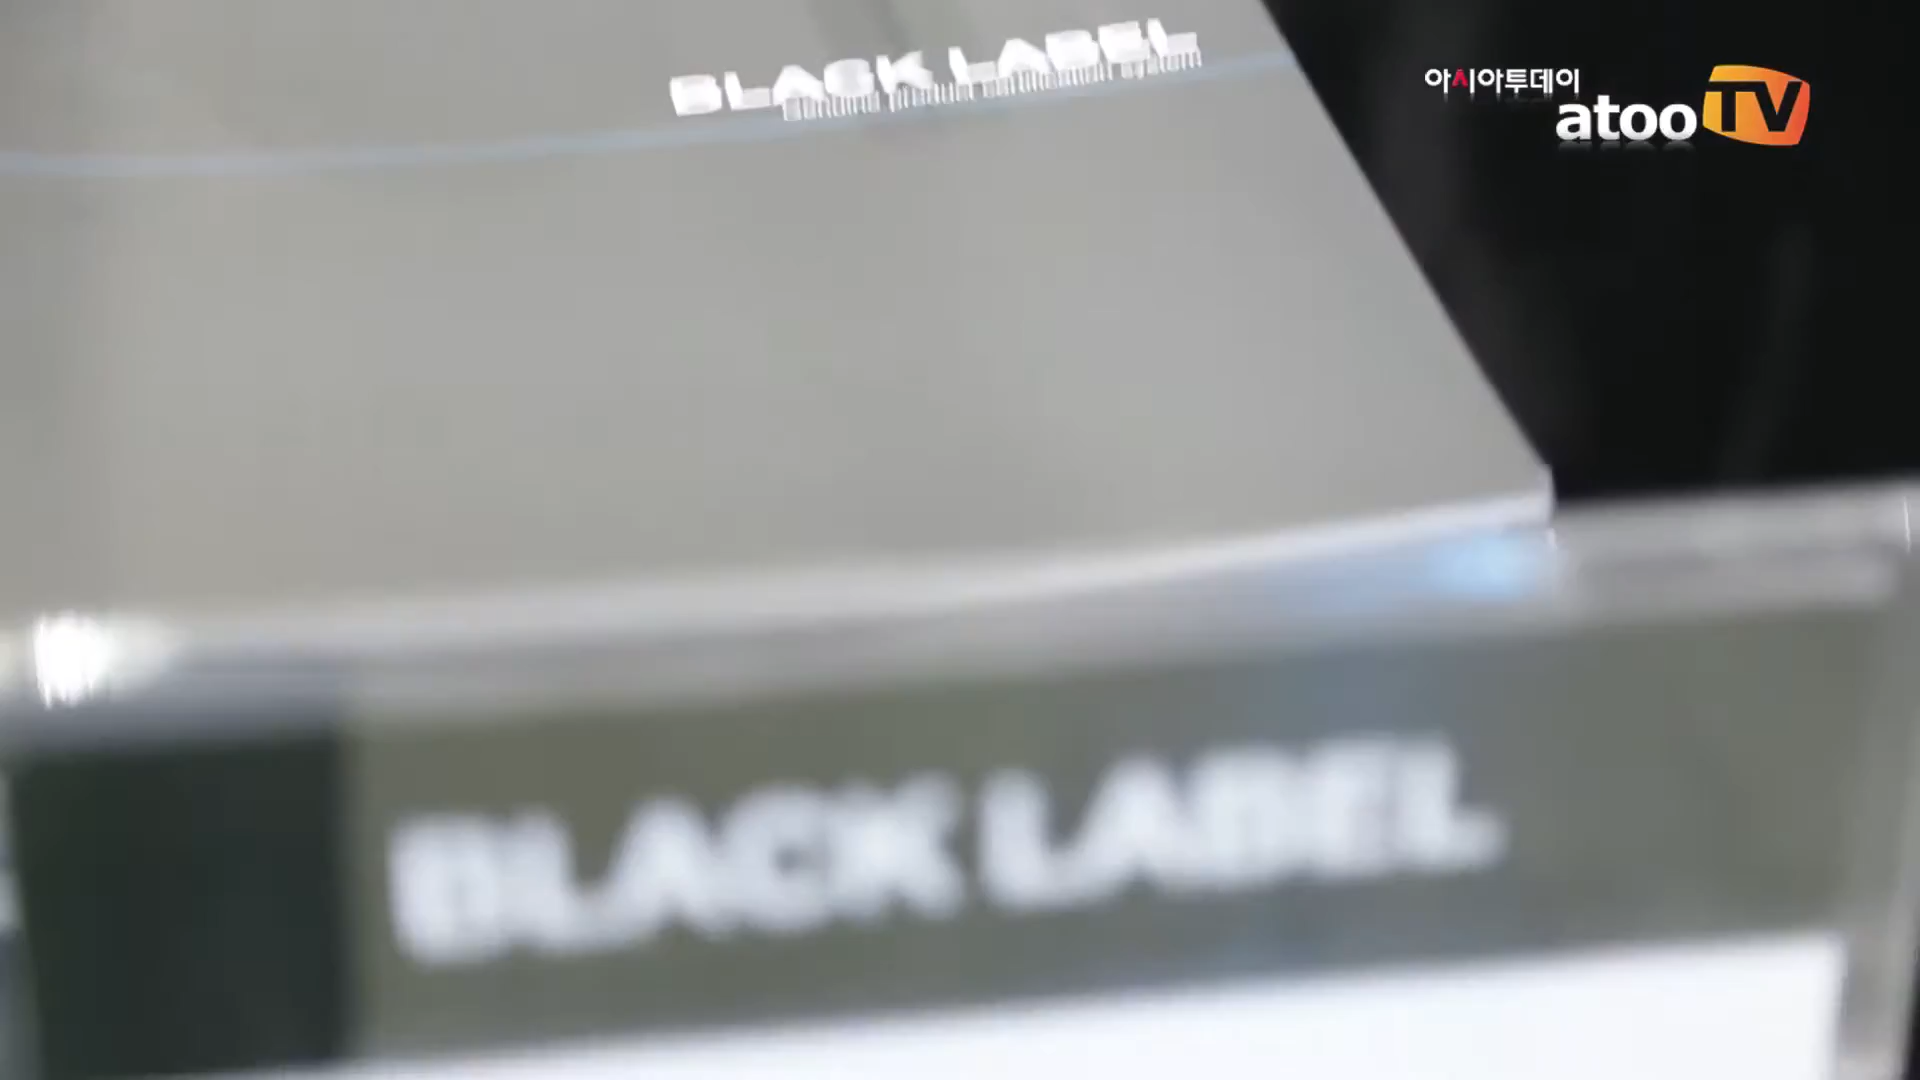 BLACK LABEL
아시아투데이
atooTV
BLACK LABEL